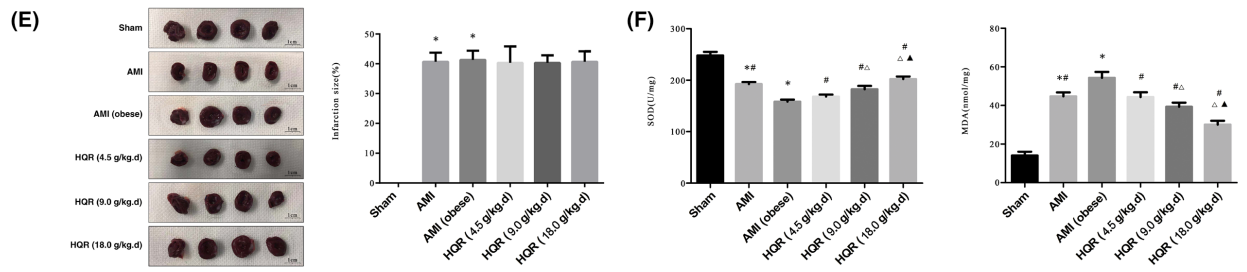 (E)
Sham
AMI
AMI (obese)
HQR (4.5 g/kg.d)
HQR (9.0 g/kg.d)
HQR (18.0 g/kg.d)
1cm
1cm
1cm
1cm
1cm
1cm
Infarction size(%)
50
40
30
20
10
0
* *
Sham
AMI
AMI (obese)
HQR ( 4.5 g/kg.d)
HQR (9.0 g/kg.d)
HQR (18.0 g/kg.d)
(F)
SOD(U/mg)
300
200
100
0
*#
*
#
#△
#
△ ▲
Sham
AMI
AMI (obese)
HQR ( 4.5 g/kg.d)
HQR (9.0 g/kg.d)
HQR (18.0 g/kg.d)
MDA(nmol/mg)
80
60
40
20
0
*#
*
#
#△
#
△ ▲
Sham
AMI
AMI (obese)
HQR ( 4.5 g/kg.d)
HQR (9.0 g/kg.d)
HQR (18.0 g/kg.d)